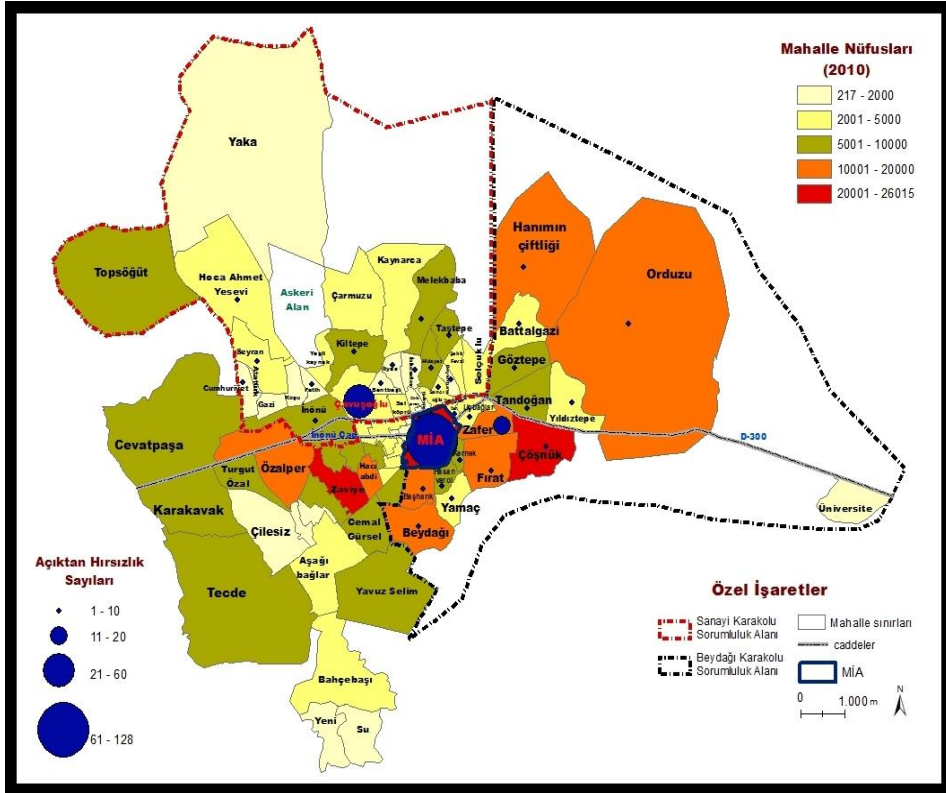 Mahalle Nüfusları
(2010)
217 - 2000
2001 - 5000
5001 - 10000
10001 - 20000
20001 - 26015
Yaka
Topsöğüt
Hoca Ahmet
Yesevi
Askeri
Alan
Çarmuzu
Kaynarca
Melekbaba
Hanımın
çiftliği
Orduzu
Battalgazi
Göztepe
Tandoğan
Yıldıztepe
Taştepe
Selçuklu
Kiltepe
Seyran
Atatürk
Yeşil
kaynak
Cumhuriyet
Gazi
Fatih
Çavuşoğlu
İnönü
İnönü Cad
MİA
Zafer
Çöşnük
Fırat
D-300
Üniversite
Cevatpaşa
Turgut
Özal
Özalper
Zaviye
Hacı
abdi
Başharık
Yamaç
Beydağı
Karakavak
Çilesiz
Cemal
Gürsel
Aşağı
bağlar
Yavuz Selim
Tecde
Bahçebaşı
Yeni
Su
Açıktan Hırsızlık
Sayıları
1 - 10
11 - 20
21 - 60
61 - 128
Özel İşaretler
Sanayi Karakolu
Sorumluluk Alanı
Beydağı Karakolu
Sorumluluk Alanı
Mahalle sınırları
caddeler
MİA
0 1.000 m
N